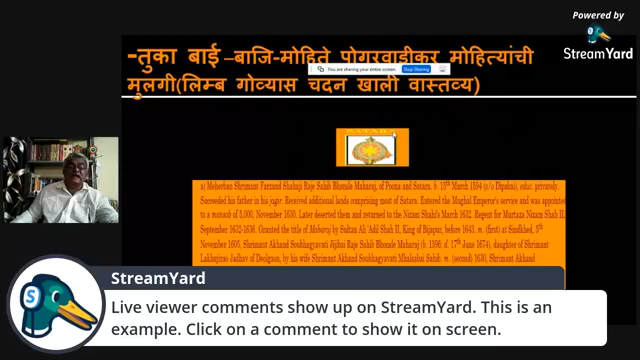 Powered by
StreamYard
-तुका बाई –बाजि-मोहिते पोगरवाडीकर मोहित्यांची
You are sharing your entire screen. Stop Sharing
मुलगी(लिम्ब गोव्यास चदन खाली वास्तव्य)
a) Meherban Shrimant Farzand Shahaji Raje Sahib Bhonsle Maharaj, of Poona and Satara. b. 18th March 1594 (s/o Dipabai), educ. privately.
Succeeded his father in his jagir. Received additional lands comprising most of Satara. Entered the Mughal Emperor's service and was appointed
to a mansab of 5,000, November 1630. Later deserted them and returned to the Nizam Shah's March 1632. Regent for Murtaza Nizam Shah II,
September 1632-1636. Granted the title of by Sultan Ali 'Adil Shah II, King of Bijapur, before 1643. m. (first) at Sindkhed, 5th
November 1605, Shrimant Akhand Soubhagyavati Jijibai Raje Sahib Bhonsle Maharaj (b. 1596; d. 17th June 1674), daughter of Shrimant
Lakhujirao Jadhav of Deolgaon, by his wife Shrimant Akhand Soubhagyavati Mhalsabai Sahib. m. (second) 1630, Shrimant Akhand
StreamYard
Live viewer comments show up on StreamYard. This is an
example. Click on a comment to show it on screen.